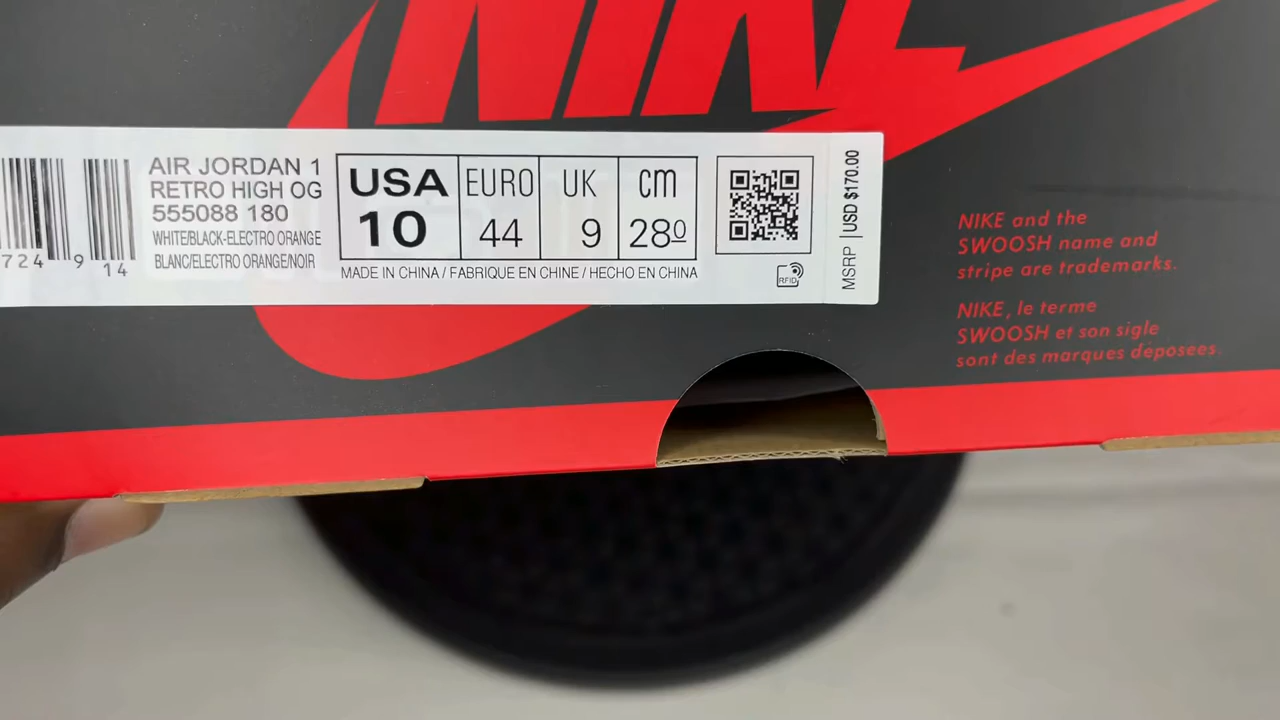 NIKE
AIR JORDAN 1
RETRO HIGH OG
555088 180
WHITE/BLACK-ELECTRO ORANGE
BLANC/ELECTRO ORANGE/NOIR
724 9 14
USA EURO UK cm
10 44 9 28⁰
MADE IN CHINA / FABRIQUE EN CHINE / HECHO EN CHINA
RFID
MSRP |USD $170.00
NIKE and the
SWOOSH name and
stripe are trademarks.
NIKE, le terme
SWOOSH et son sigle
sont des marques déposées.